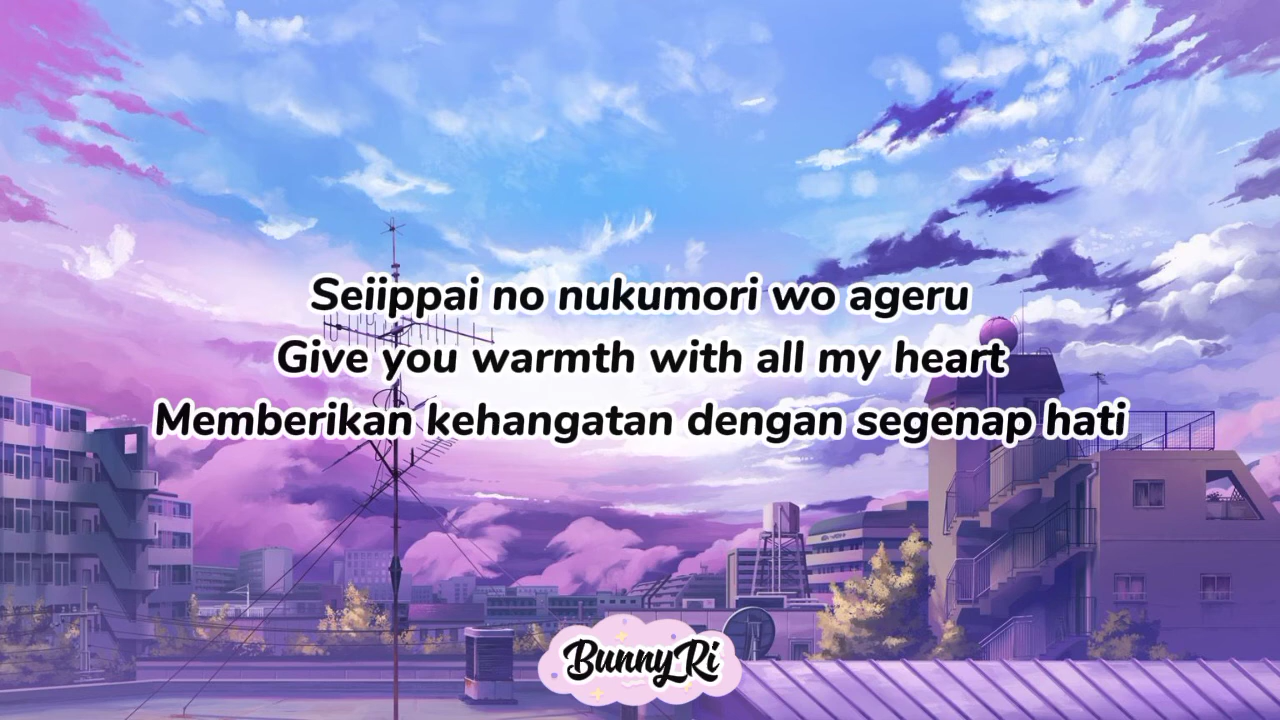 Seiippai no nukumori wo ageru
Give you warmth with all my heart
Memberikan kehangatan dengan segenap hati
BunnyRi